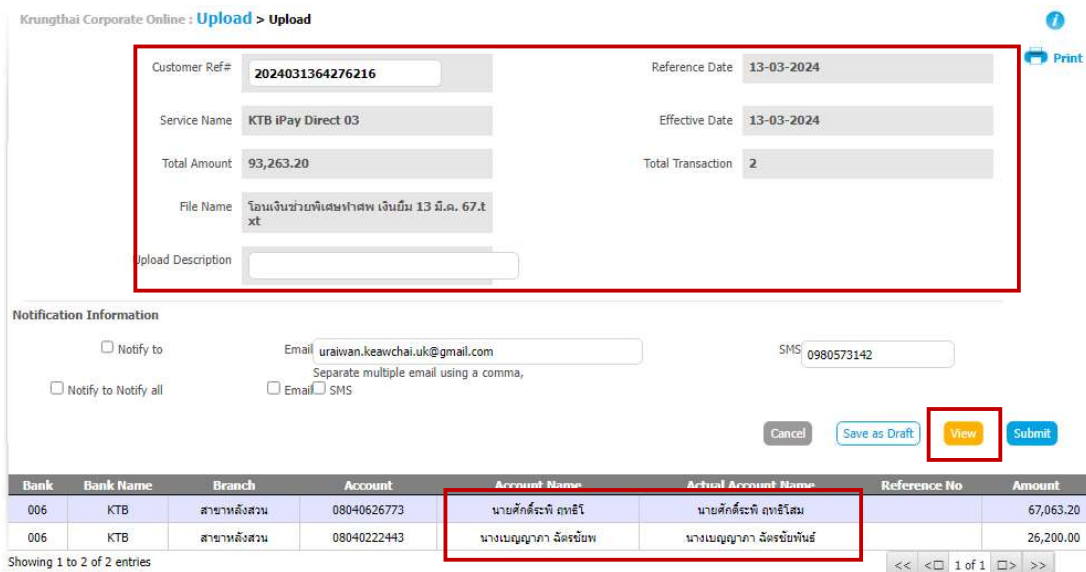 Krungthai Corporate Online : Upload > Upload
Print
Customer Ref# 2024031364276216 Reference Date 13-03-2024
Service Name KTB iPay Direct 03 Effective Date 13-03-2024
Total Amount 93,263.20 Total Transaction 2
File Name โอนเงินช่วยพิเศษทำศพ เงินยืม 13 มี.ค. 67.t
xt
Upload Description
Notification Information
Notify to Email uraiwan.keawchai.uk@gmail.com SMS 0980573142
Separate multiple email using a comma,
Notify to Notify all Email SMS
Cancel Save as Draft View Submit
Bank Bank Name Branch Account Account Name Actual Account Name Reference No Amount
006 KTB สาขาหลังสวน 08040626773 นายศักดิ์ระพี ฤทธิโ นายศักดิ์ระพี ฤทธิโสม 67,063.20
006 KTB สาขาหลังสวน 08040222443 นางเบญญาภา ฉัตรชัยพ นางเบญญาภา ฉัตรชัยพันธ์ 26,200.00
Showing 1 to 2 of 2 entries << < 1 of 1 > >>